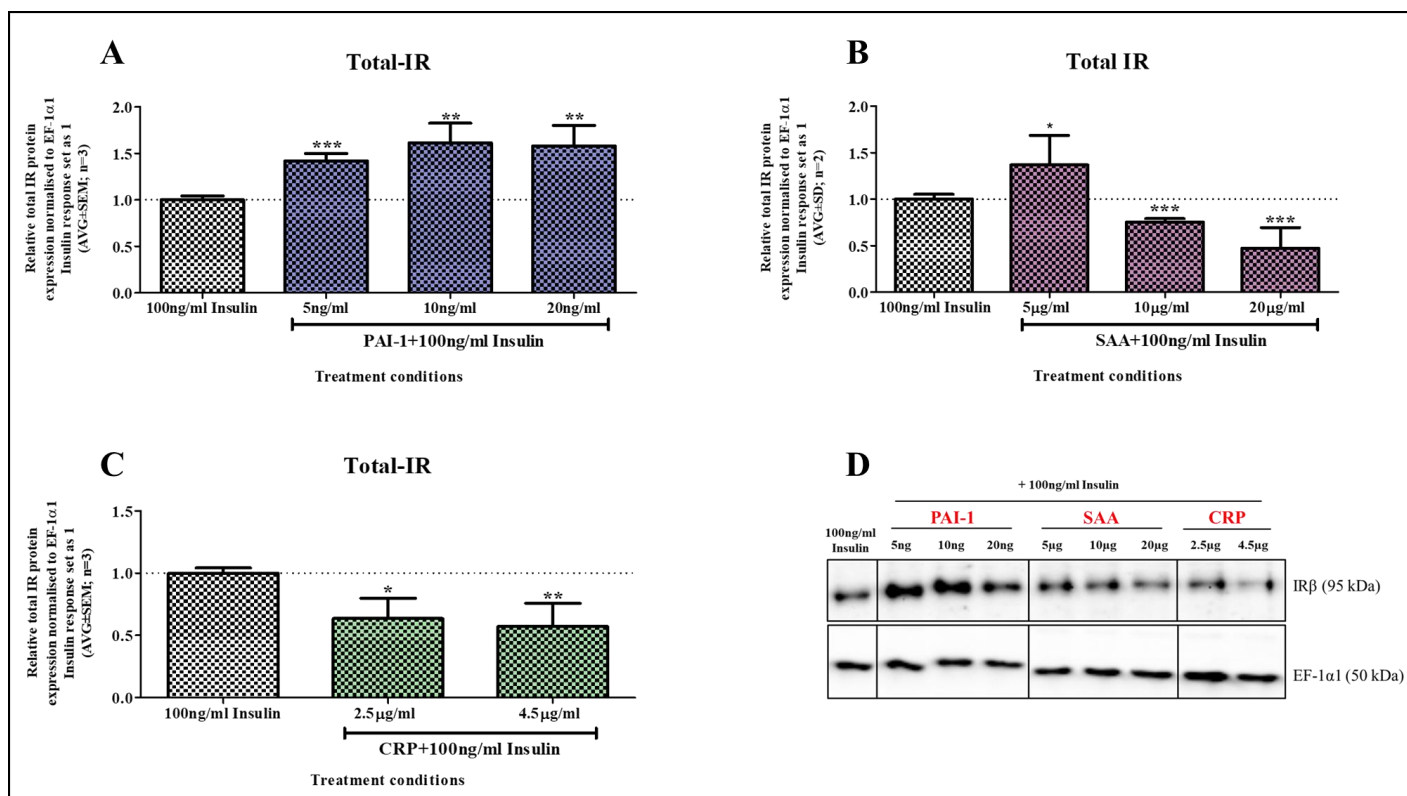 A
Total-IR
Relative total IR protein
expression normalised to EF-1α1
Insulin response set as 1
(AVG±SEM; n=3)
2.0
1.5
1.0
0.5
0.0
***
**
**
100ng/ml Insulin
5ng/ml
10ng/ml
20ng/ml
PAI-1+100ng/ml Insulin
Treatment conditions
B
Total IR
Relative total IR protein
expression normalised to EF-1α1
Insulin response set as 1
(AVG±SD; n=2)
2.0
1.5
1.0
0.5
0.0
*
***
***
100ng/ml Insulin
5μg/ml
10μg/ml
20μg/ml
SAA+100ng/ml Insulin
Treatment conditions
C
Total-IR
Relative total IR protein
expression normalised to EF-1α1
Insulin response set as 1
(AVG±SEM; n=3)
1.5
1.0
0.5
0.0
*
**
100ng/ml Insulin
2.5μg/ml
4.5μg/ml
CRP+100ng/ml Insulin
Treatment conditions
D
+ 100ng/ml Insulin
PAI-1 SAA CRP
100ng/ml
Insulin
5ng 10ng 20ng 5μg 10μg 20μg 2.5μg 4.5μg
IRβ (95 kDa)
EF-1α1 (50 kDa)